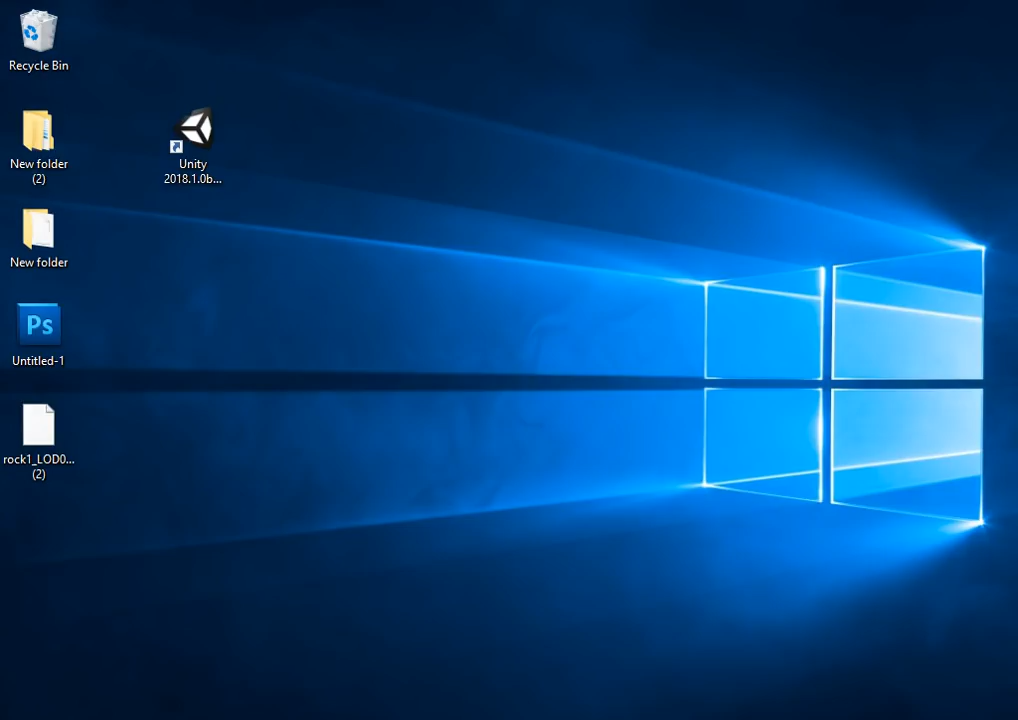 Recycle Bin
New folder
(2)
Unity
2018.1.0b...
New folder
Ps
Untitled-1
rock1_LOD0...
(2)